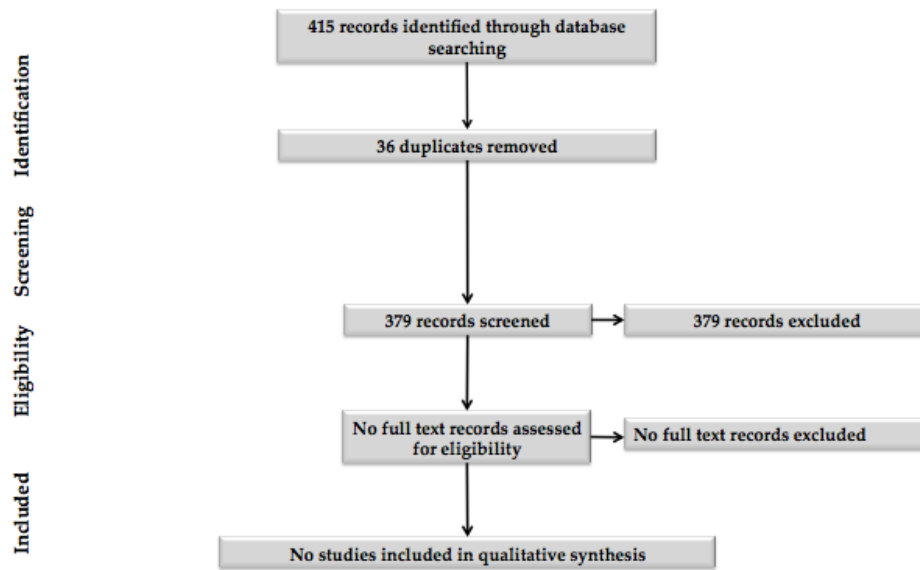 415 records identified through database
searching
Identification
36 duplicates removed
Screening
379 records screened
379 records excluded
Eligibility
No full text records assessed
for eligibility
No full text records excluded
Included
No studies included in qualitative synthesis